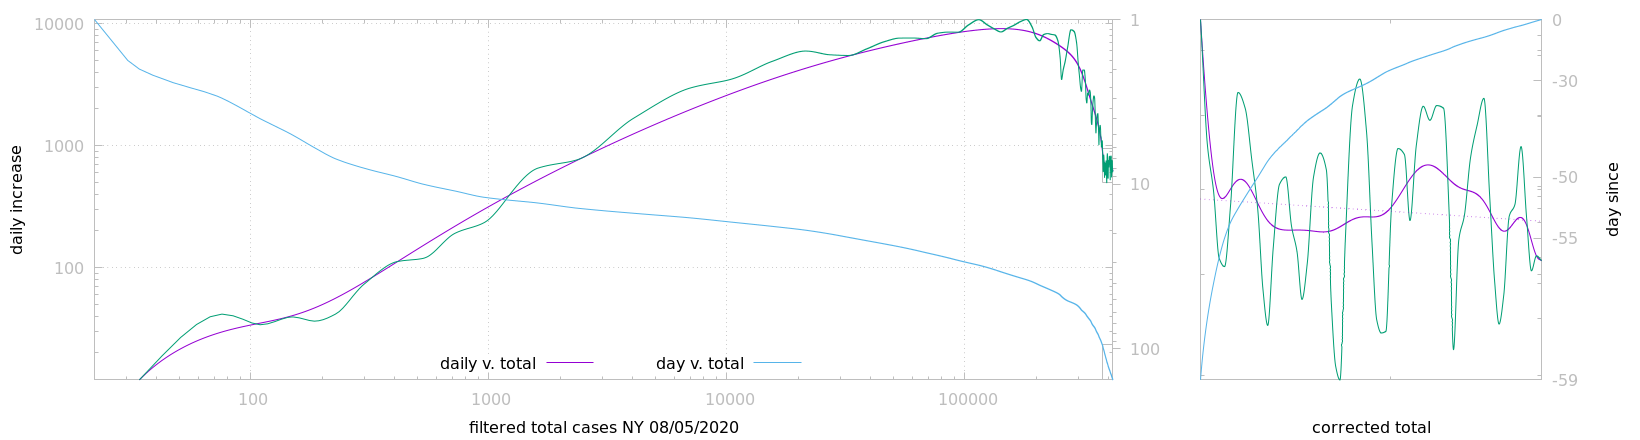 10000
1000
100
daily increase
100
1000
10000
100000
filtered total cases NY 08/05/2020
daily v. total
day v. total
1
10
100
0
-30
-50
-55
-59
day since
corrected total